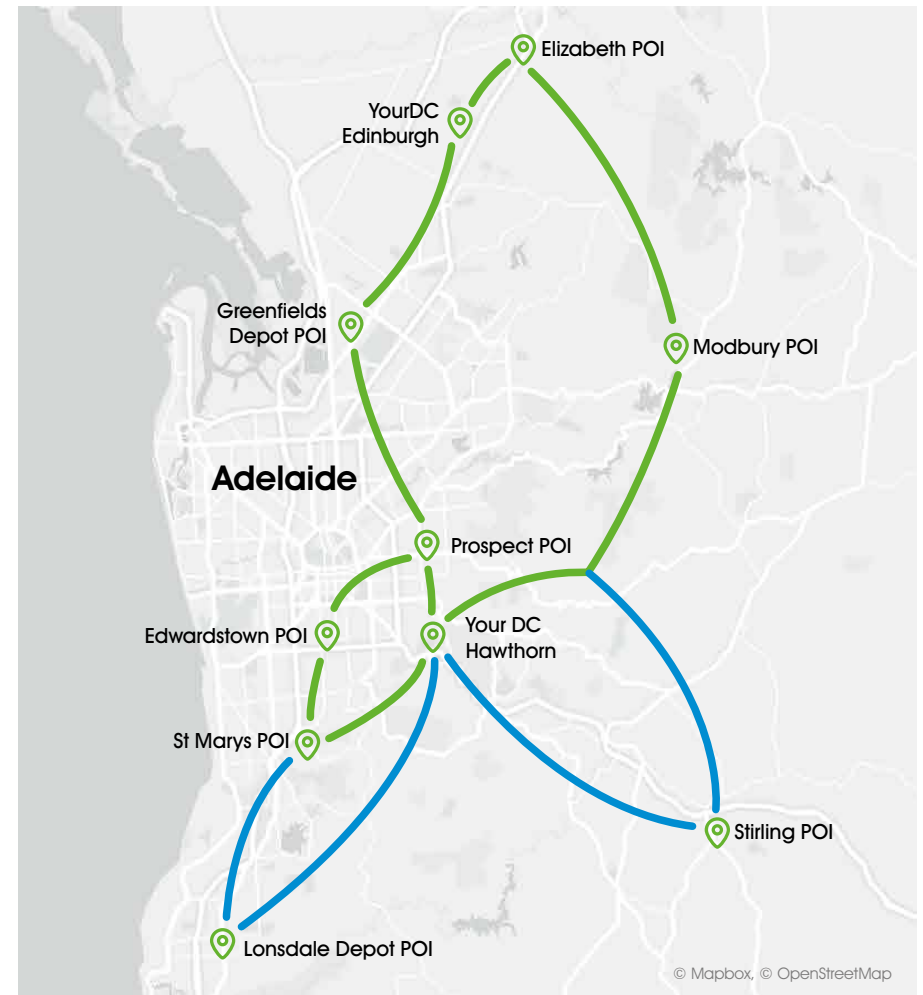 Elizabeth POI
YourDC
Edinburgh
Greenfields
Depot POI
Modbury POI
Adelaide
Prospect POI
Your DC
Hawthorn
Edwardstown POI
St Marys POI
Stirling POI
Lonsdale Depot POI
© Mapbox, © OpenStreetMap